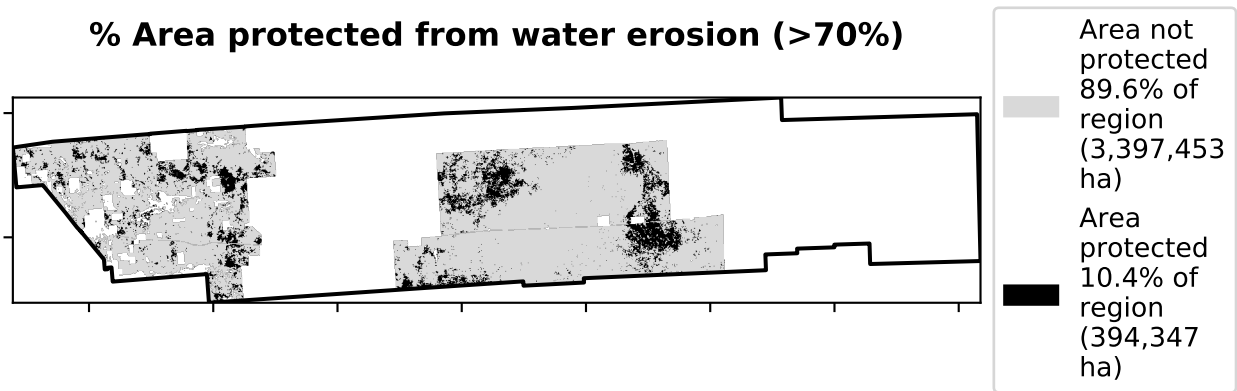 % Area protected from water erosion (>70%)
Area not
protected
89.6% of
region
(3,397,453
ha)
Area
protected
10.4% of
region
(394,347
ha)